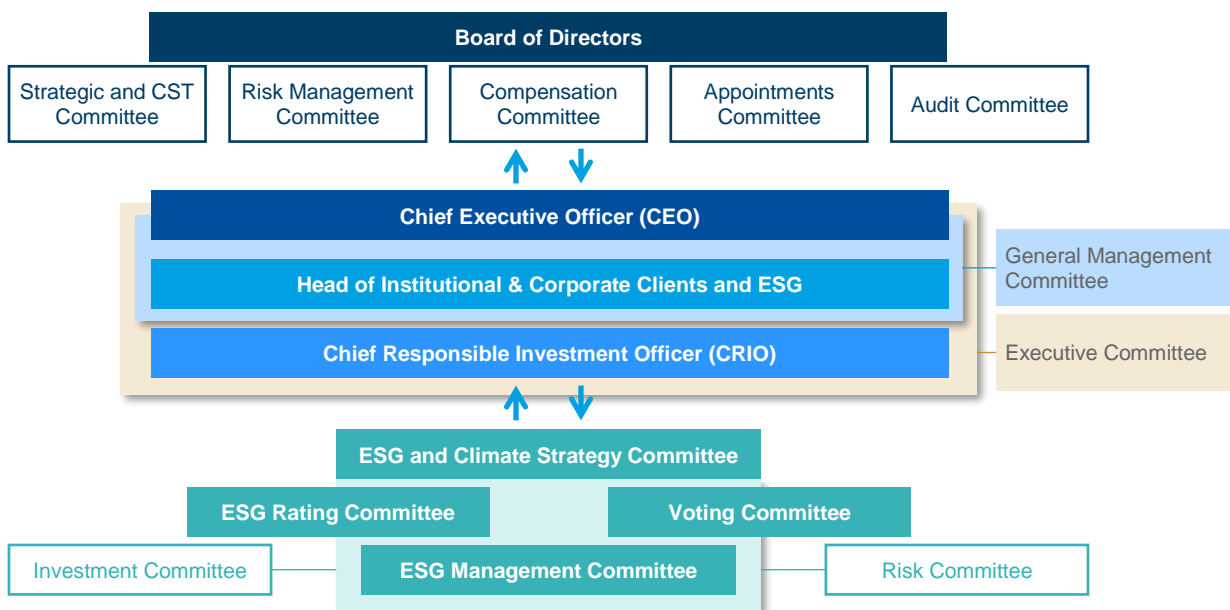 Board of Directors
Strategic and CST
Committee
Risk Management
Committee
Compensation
Committee
Appointments
Committee
Audit Committee
Chief Executive Officer (CEO)
Head of Institutional & Corporate Clients and ESG
General Management
Committee
Chief Responsible Investment Officer (CRIO)
Executive Committee
ESG and Climate Strategy Committee
ESG Rating Committee
Voting Committee
Investment Committee
ESG Management Committee
Risk Committee